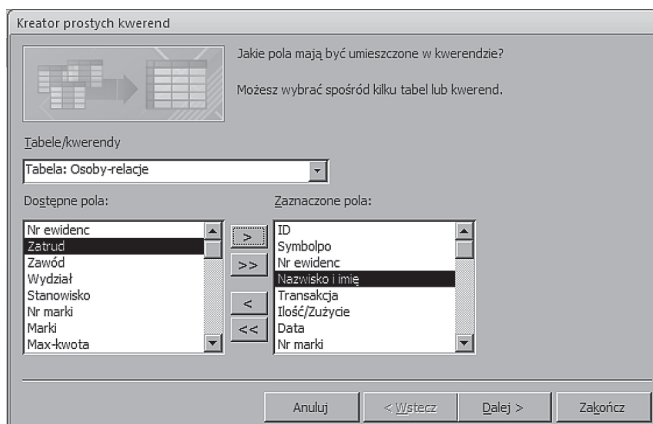 Kreator prostych kwerend
Jakie pola mają być umieszczone w kwerendzie?
Możesz wybrać spośród kilku tabel lub kwerend.
Tabele/kwerendy
Tabela: Osoby-relacje
Dostępne pola:
Zaznaczone pola:
Nr ewidenc
Zatrud
Zawód
Wydział
Stanowisko
Nr marki
Marki
Max-kwota
>
>>
<
<<
ID
Symbolpo
Nr ewidenc
Nazwisko i imię
Transakcja
Ilość/Zużycie
Data
Nr marki
Anuluj
< Wstecz
Dalej >
Zakończ